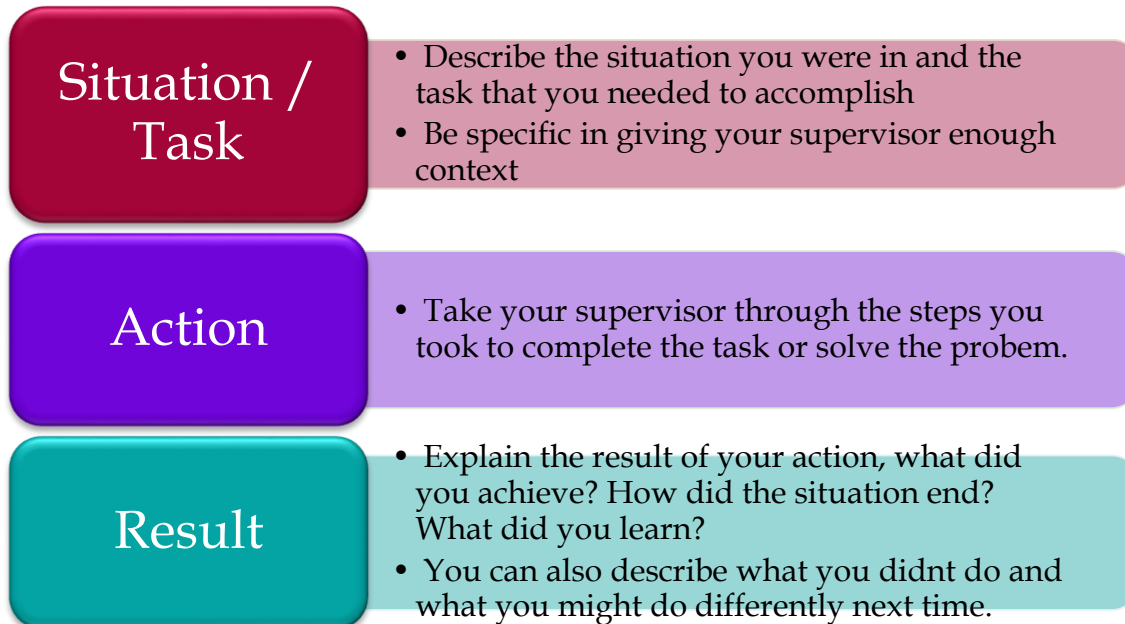 Situation /
Task
• Describe the situation you were in and the
task that you needed to accomplish
• Be specific in giving your supervisor enough
context
Action
• Take your supervisor through the steps you
took to complete the task or solve the probem.
Result
• Explain the result of your action, what did
you achieve? How did the situation end?
What did you learn?
• You can also describe what you didnt do and
what you might do differently next time.